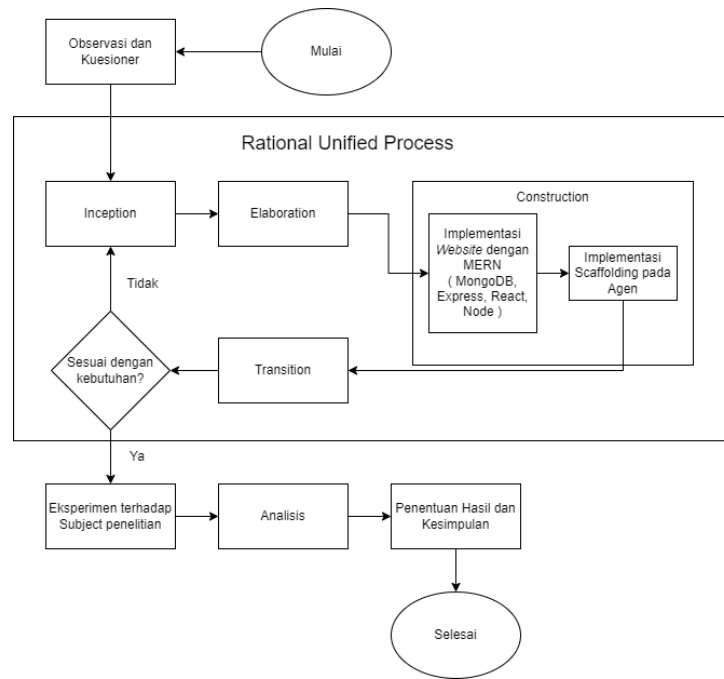 Observasi dan
Kuesioner
Mulai
Rational Unified Process
Inception
Elaboration
Construction
Implementasi
Website dengan
MERN
( MongoDB,
Express, React,
Node )
Implementasi
Scaffolding pada
Agen
Tidak
Sesuai dengan
kebutuhan?
Transition
Ya
Eksperimen terhadap
Subject penelitian
Analisis
Penentuan Hasil dan
Kesimpulan
Selesai